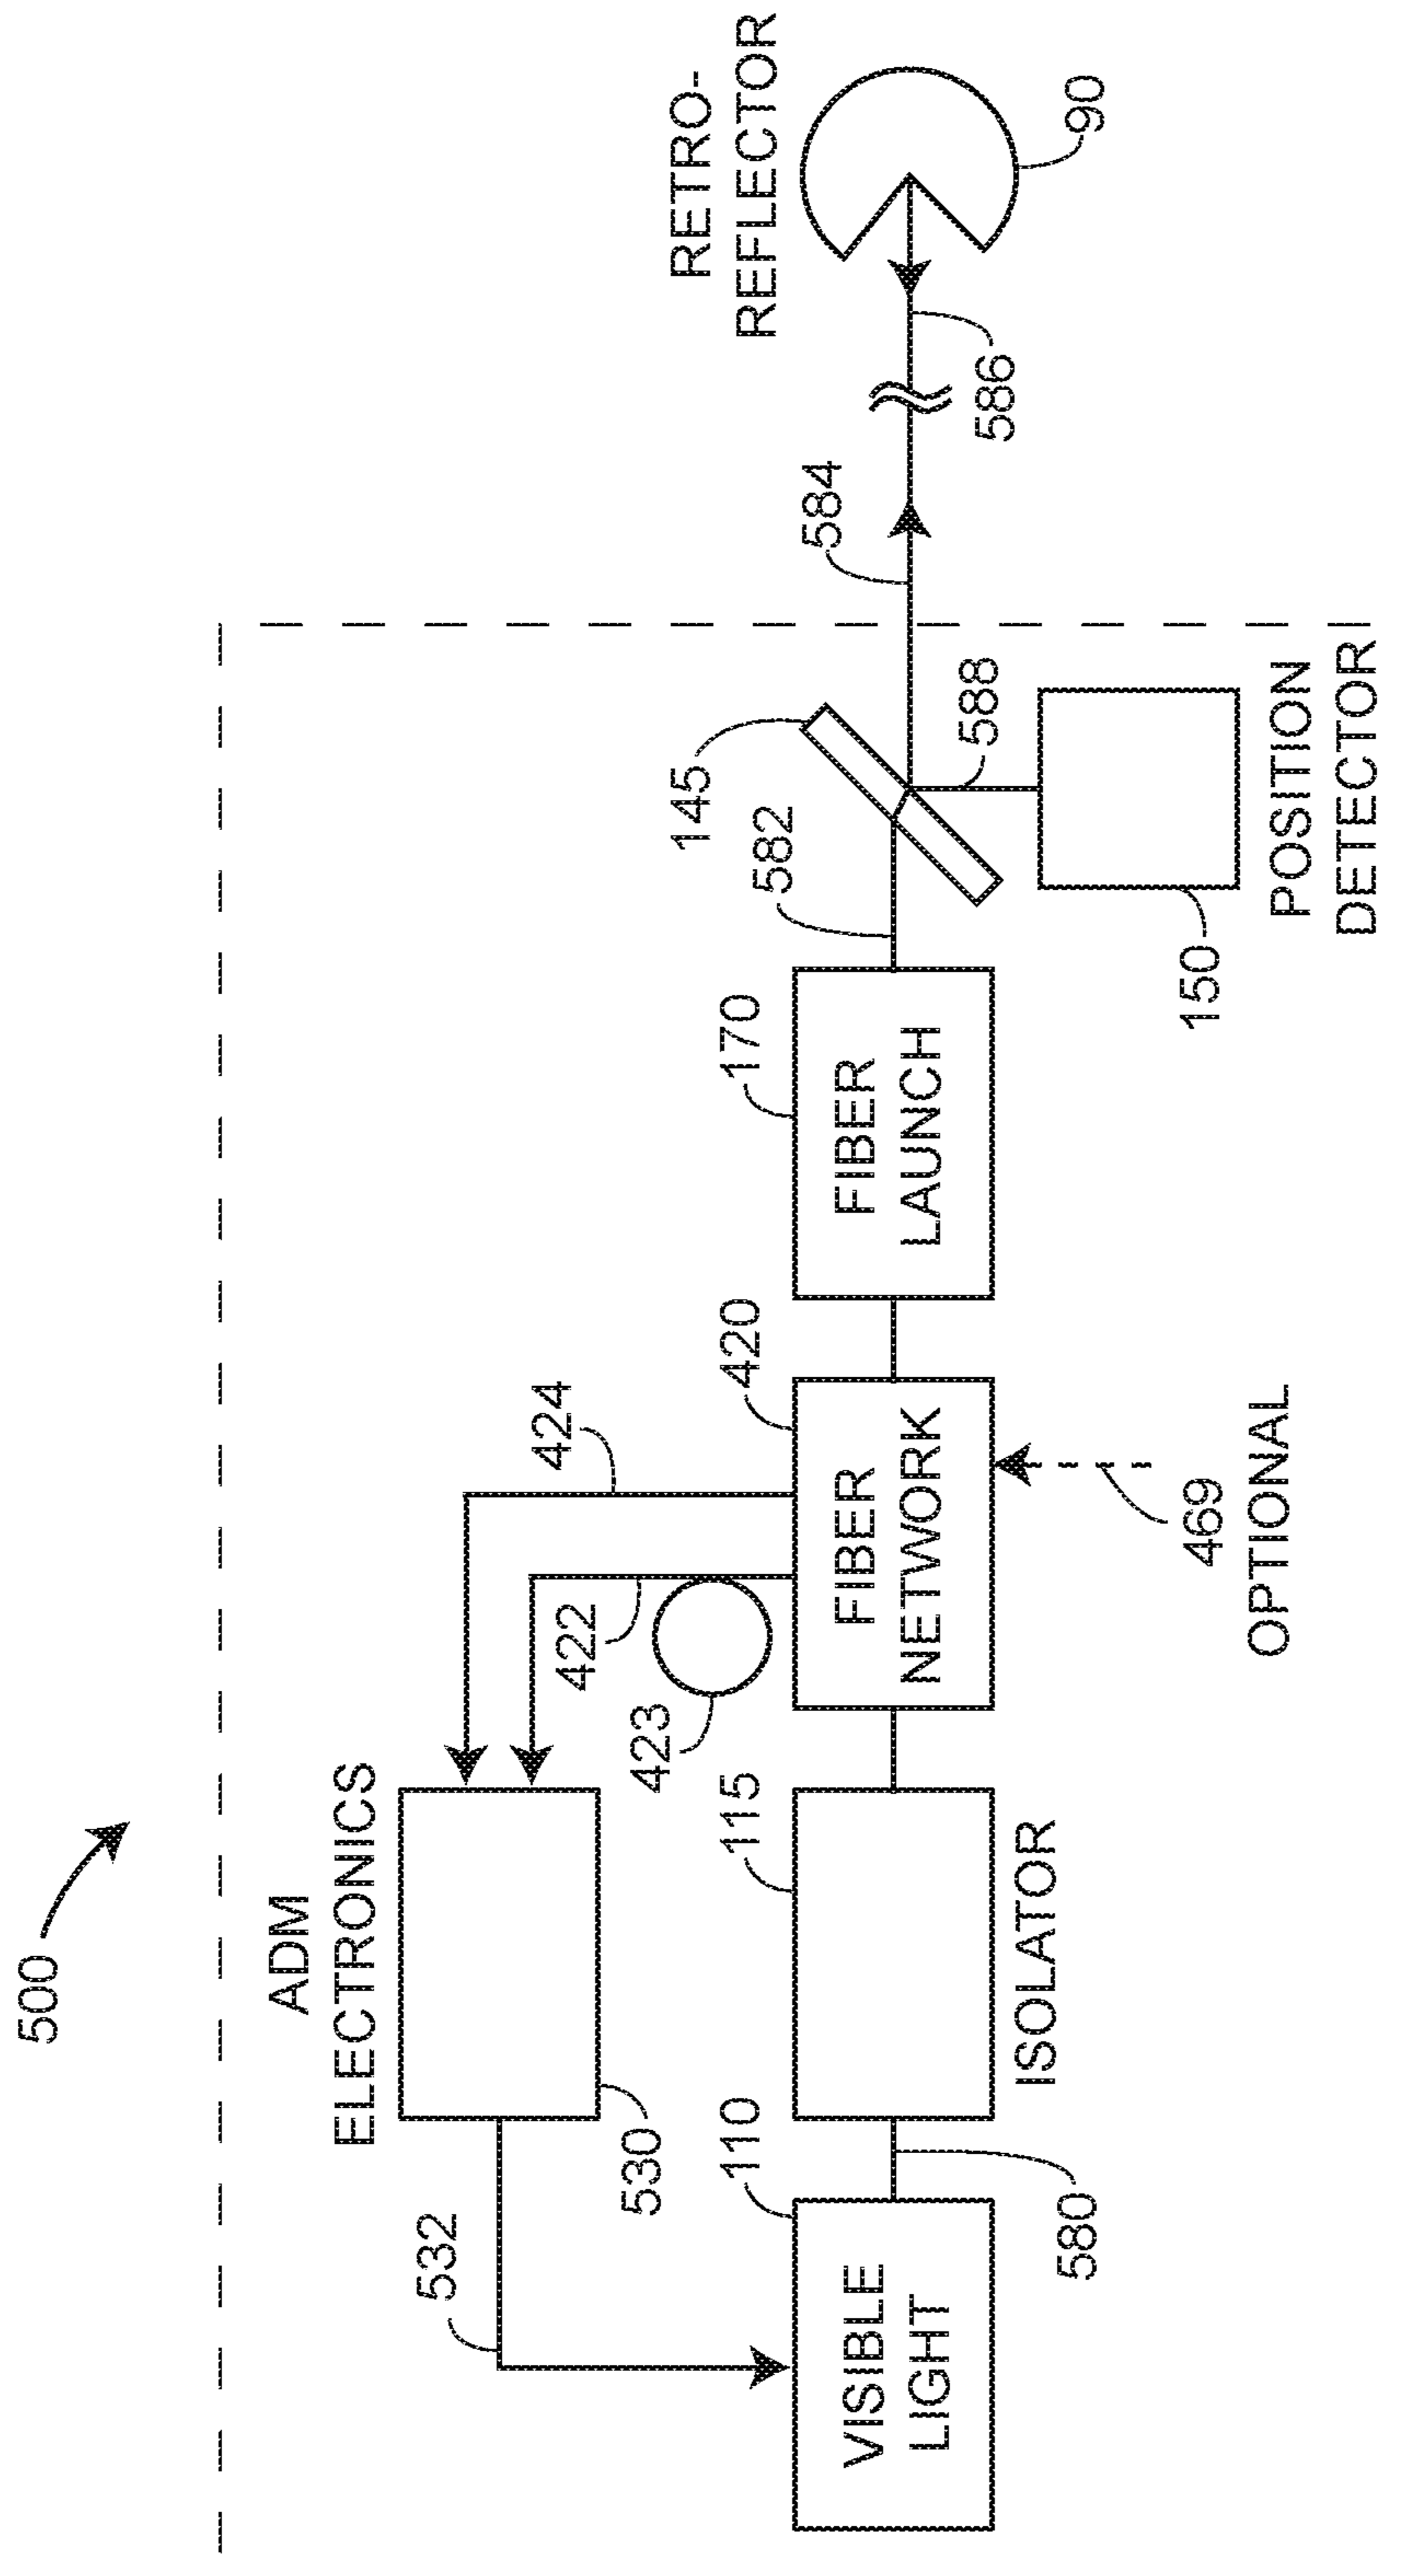 500
ADM
ELECTRONICS
532
530
424
422
423
110
115
420
170
145
582
584
RETRO-
REFLECTOR
VISIBLE
LIGHT
FIBER
NETWORK
FIBER
LAUNCH
580
ISOLATOR
469
OPTIONAL
588
586
90
150
POSITION
DETECTOR